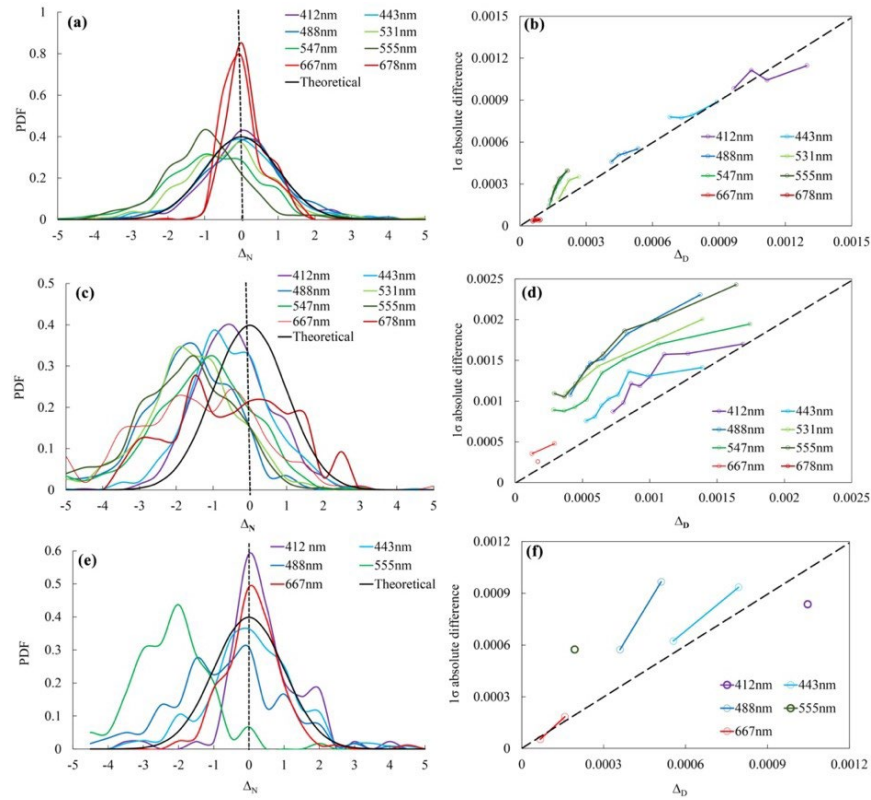 (a)
412nm 443nm
488nm 531nm
547nm 555nm
667nm 678nm
Theoretical
PDF
1
0.8
0.6
0.4
0.2
0
-5 -4 -3 -2 -1 0 1 2 3 4 5
ΔN
(b)
1σ absolute difference
0.0015
0.0012
0.0009
0.0006
0.0003
0
412nm 443nm
488nm 531nm
547nm 555nm
667nm 678nm
0 0.0003 0.0006 0.0009 0.0012 0.0015
ΔD
(c)
412nm 443nm
488nm 531nm
547nm 555nm
667nm 678nm
Theoretical
PDF
0.5
0.4
0.3
0.2
0.1
0
-5 -4 -3 -2 -1 0 1 2 3 4 5
ΔN
(d)
1σ absolute difference
0.0025
0.002
0.0015
0.001
0.0005
0
412nm 443nm
488nm 531nm
547nm 555nm
667nm 678nm
0 0.0005 0.001 0.0015 0.002 0.0025
ΔD
(e)
412 nm 443nm
488nm 555nm
667nm Theoretical
PDF
0.6
0.5
0.4
0.3
0.2
0.1
0
-5 -4 -3 -2 -1 0 1 2 3 4 5
ΔN
(f)
1σ absolute difference
0.0012
0.0009
0.0006
0.0003
0
412nm 443nm
488nm 555nm
667nm
0 0.0003 0.0006 0.0009 0.0012
ΔD